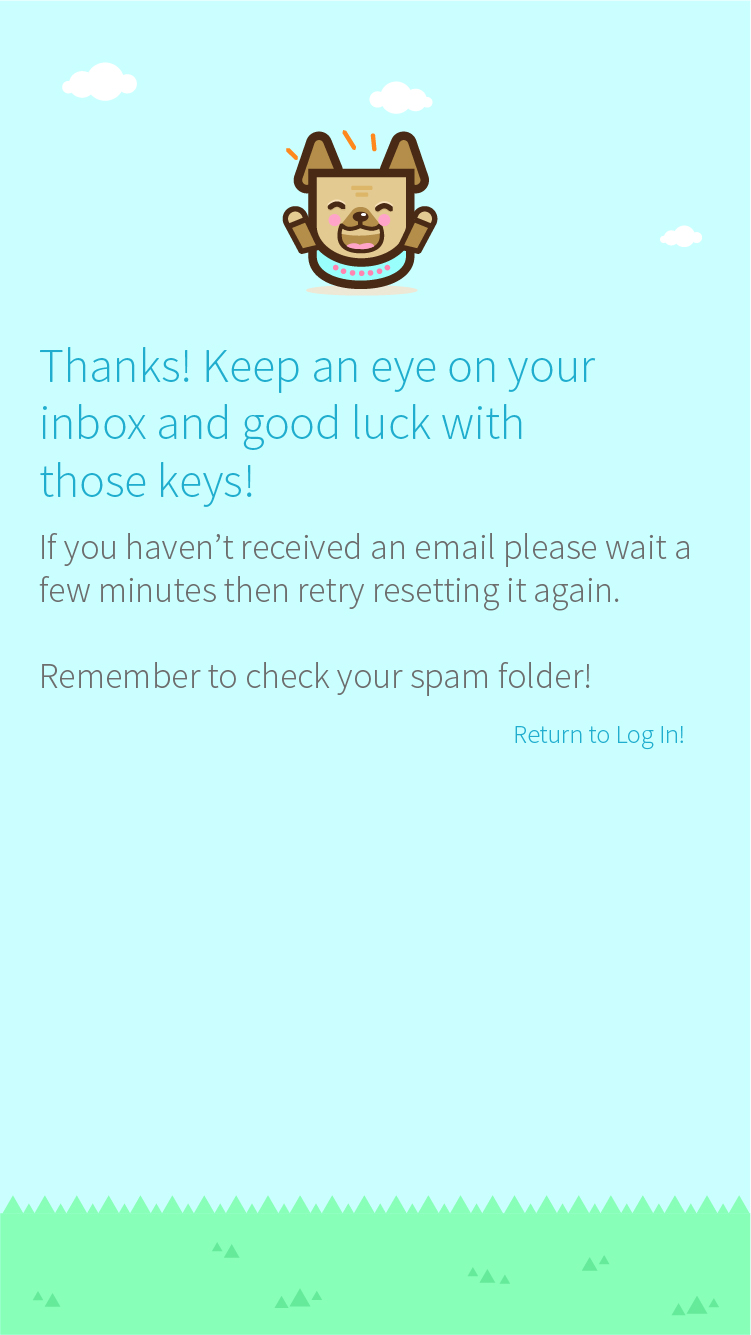 Thanks! Keep an eye on your
inbox and good luck with
those keys!
If you haven’t received an email please wait a
few minutes then retry resetting it again.
Remember to check your spam folder!
Return to Log In!